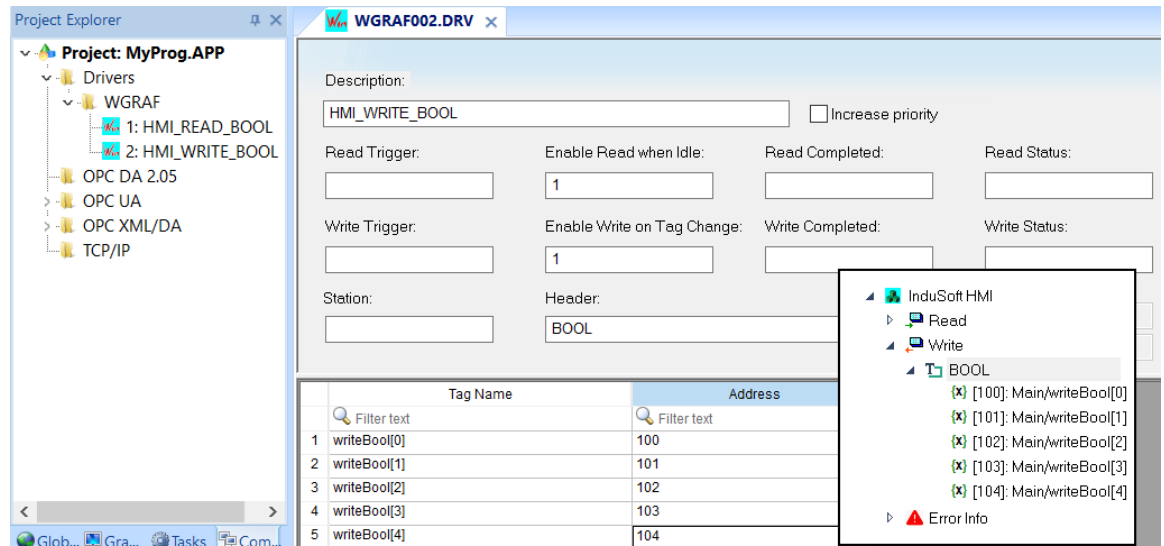 Project Explorer
WGRAF002.DRV
Project: MyProg.APP
Drivers
WGRAF
1: HMI_READ_BOOL
2: HMI_WRITE_BOOL
OPC DA 2.05
OPC UA
OPC XML/DA
TCP/IP
Glob... Gra... Tasks Com...
Description:
HMI_WRITE_BOOL Increase priority
Read Trigger: Enable Read when Idle: Read Completed: Read Status:
1
Write Trigger: Enable Write on Tag Change: Write Completed: Write Status:
1
Station: Header:
BOOL
Tag Name Address
Filter text Filter text
1 writeBool[0] 100
2 writeBool[1] 101
3 writeBool[2] 102
4 writeBool[3] 103
5 writeBool[4] 104
InduSoft HMI
Read
Write
BOOL
{x} [100]: Main/writeBool[0]
{x} [101]: Main/writeBool[1]
{x} [102]: Main/writeBool[2]
{x} [103]: Main/writeBool[3]
{x} [104]: Main/writeBool[4]
Error Info